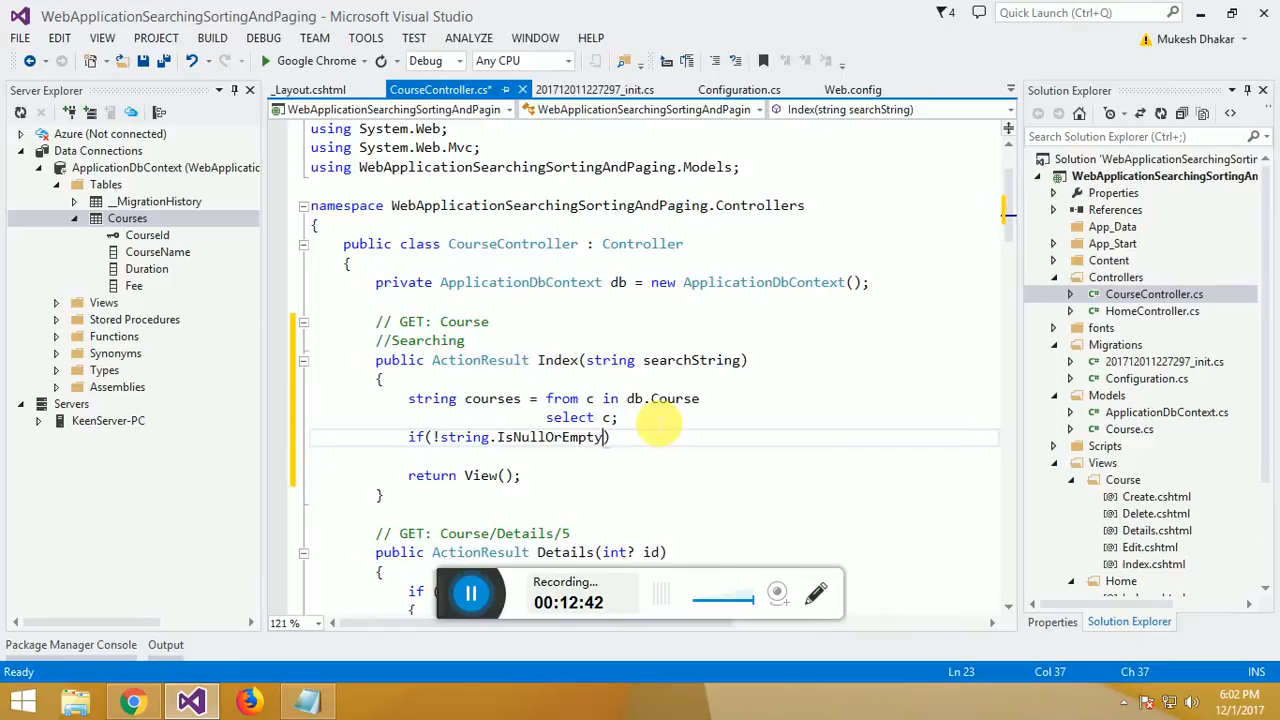 WebApplicationSearchingSortingAndPaging - Microsoft Visual Studio
4
Quick Launch (Ctrl+Q)
FILE EDIT VIEW PROJECT BUILD DEBUG TEAM TOOLS TEST ANALYZE WINDOW HELP
Mukesh Dhakar
Google Chrome
Debug
Any CPU
Server Explorer
Azure (Not connected)
Data Connections
ApplicationDbContext (WebApplicatic
Tables
__MigrationHistory
Courses
CourseId
CourseName
Duration
Fee
Views
Stored Procedures
Functions
Synonyms
Types
Assemblies
Servers
KeenServer-PC
_Layout.cshtml
CourseController.cs*
201712011227297_init.cs
Configuration.cs
Web.config
WebApplicationSearchingSortingAndPagin
WebApplicationSearchingSortingAndPagin
Index(string searchString)
using System.Web;
using System.Web.Mvc;
using WebApplicationSearchingSortingAndPaging.Models;
namespace WebApplicationSearchingSortingAndPaging.Controllers
{
public class CourseController : Controller
{
private ApplicationDbContext db = new ApplicationDbContext();
// GET: Course
//Searching
public ActionResult Index(string searchString)
{
string courses = from c in db.Course
select c;
if(!string.IsNullOrEmpty)
return View();
}
// GET: Course/Details/5
public ActionResult Details(int? id)
{
if (
{
121 %
Recording...
00:12:42
Solution Explorer
Search Solution Explorer (Ctrl+;)
Solution 'WebApplicationSearchingSortir
WebApplicationSearchingSortingAn
Properties
References
App_Data
App_Start
Content
Controllers
CourseController.cs
HomeController.cs
fonts
Migrations
201712011227297_init.cs
Configuration.cs
Models
ApplicationDbContext.cs
Course.cs
Scripts
Views
Course
Create.cshtml
Delete.cshtml
Details.cshtml
Edit.cshtml
Index.cshtml
Home
Properties
Solution Explorer
Package Manager Console
Output
Ready
Ln 23
Col 37
Ch 37
INS
6:02 PM
12/1/2017